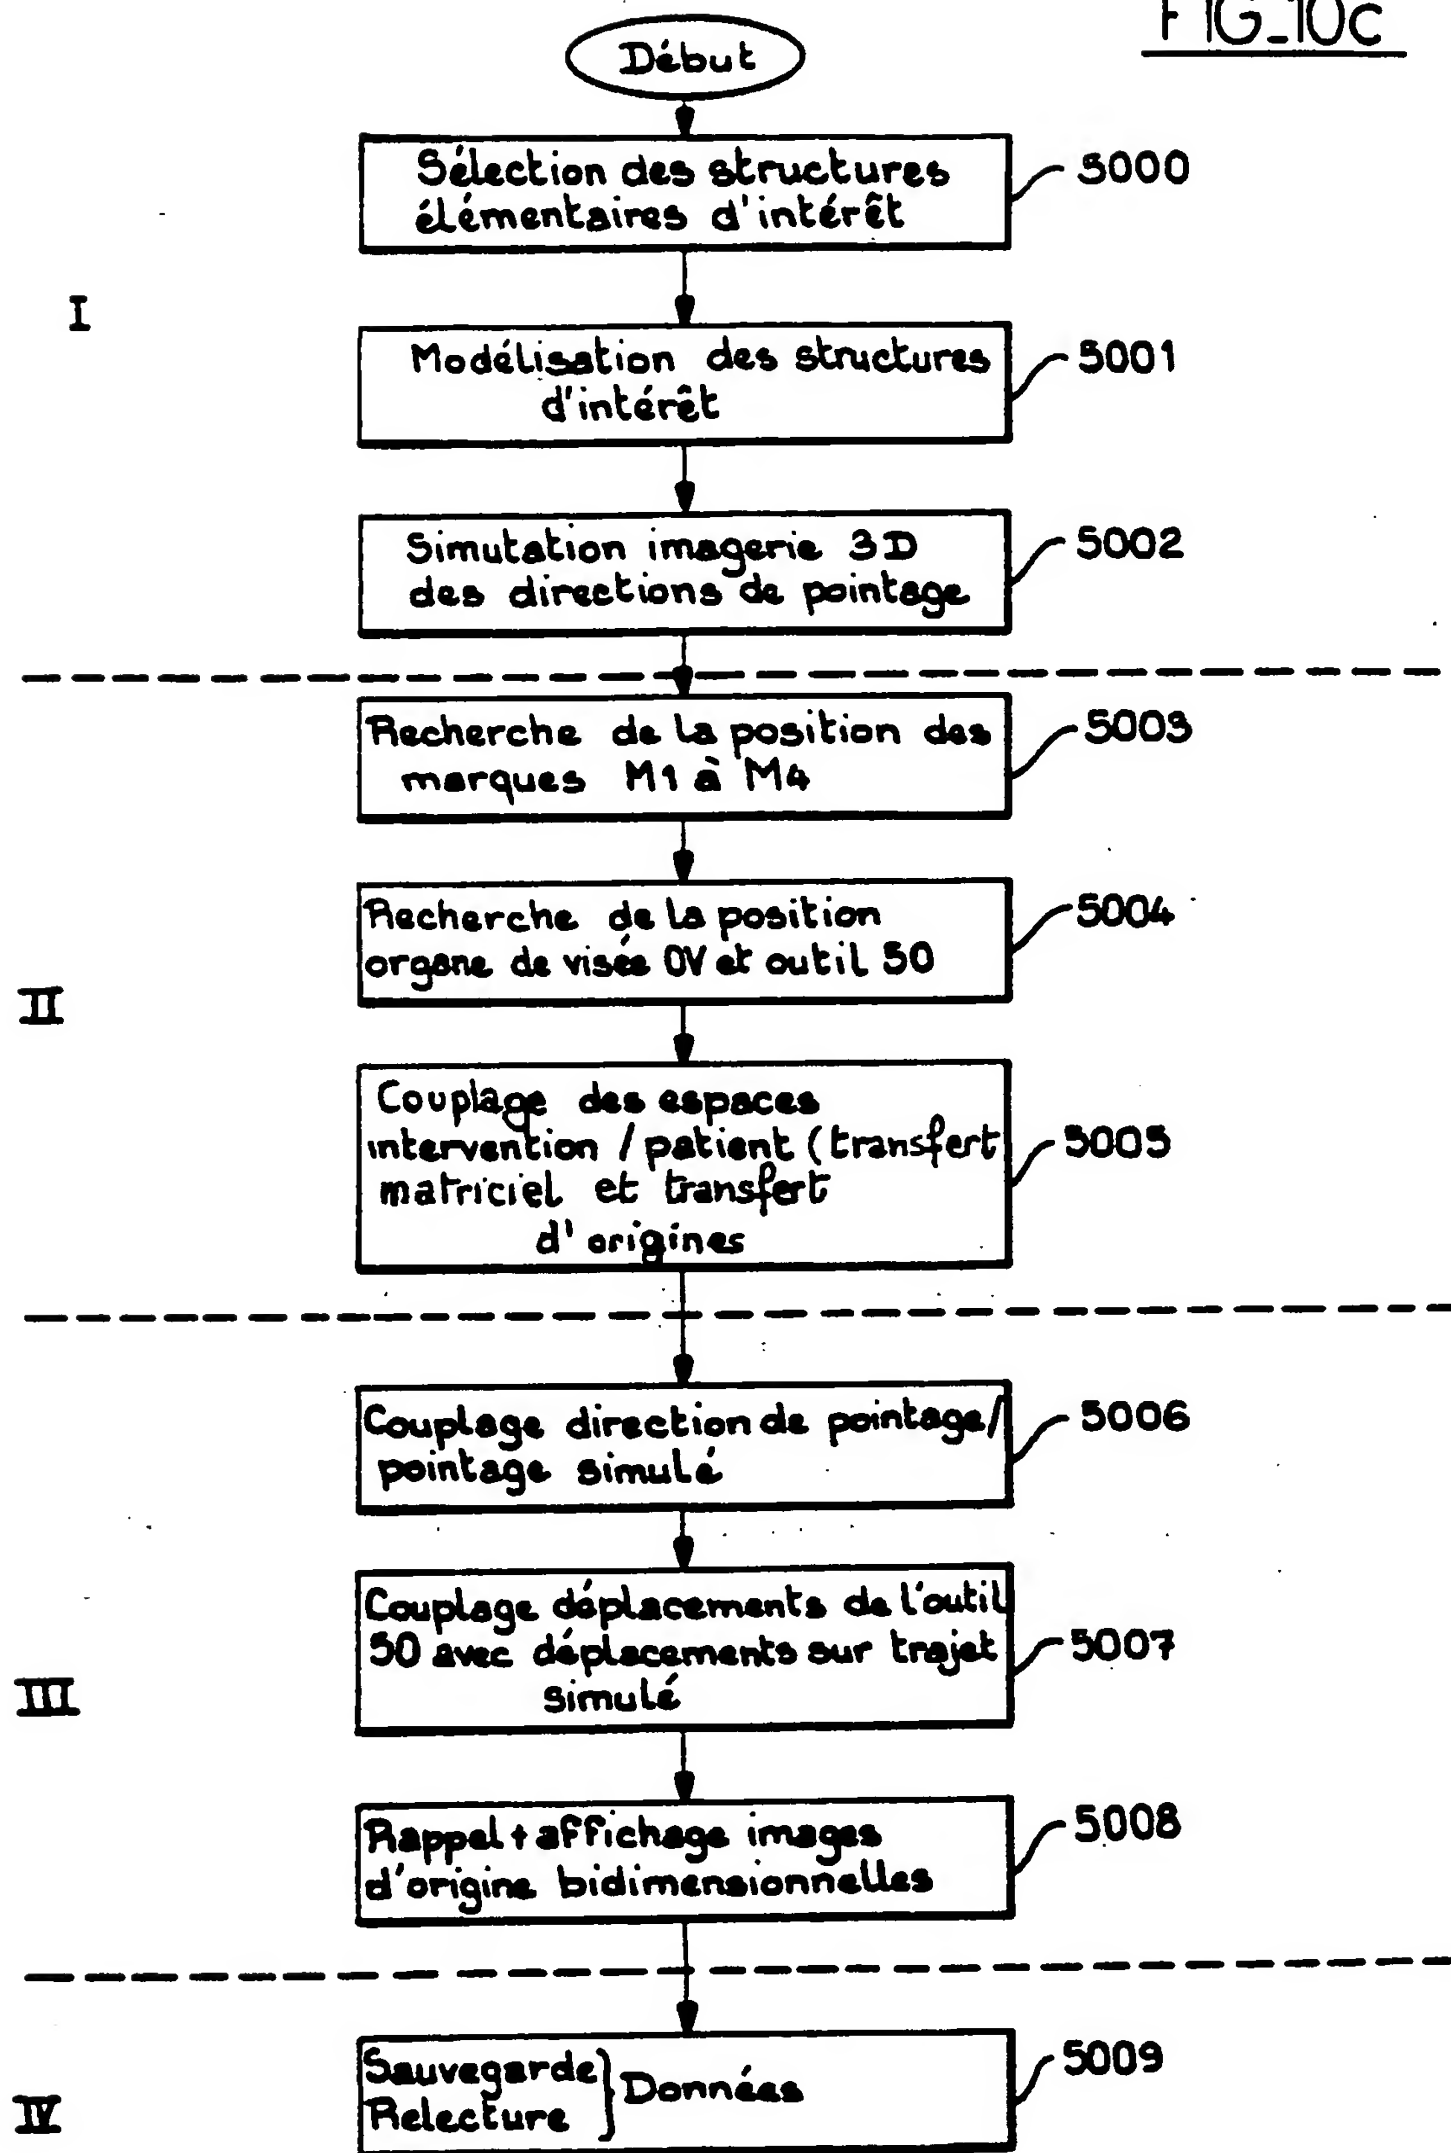 FIG_10c
Début
Sélection des structures
élémentaires d'intérêt
5000
I
Modélisation des structures
d'intérêt
5001
Simutation imagerie 3D
des directions de pointage
5002
Recherche de la position des
marques M1 à M4
5003
Recherche de la position
organe de visée OV et outil 50
5004
II
Couplage des espaces
intervention / patient (transfert
matriciel et transfert
d'origines
5005
Couplage direction de pointage/
pointage simulé
5006
Couplage déplacements de l'outil
50 avec déplacements sur trajet
simulé
5007
III
Rappel + affichage images
d'origine bidimensionnelles
5008
Sauvegarde
Relecture
} Données
5009
IV